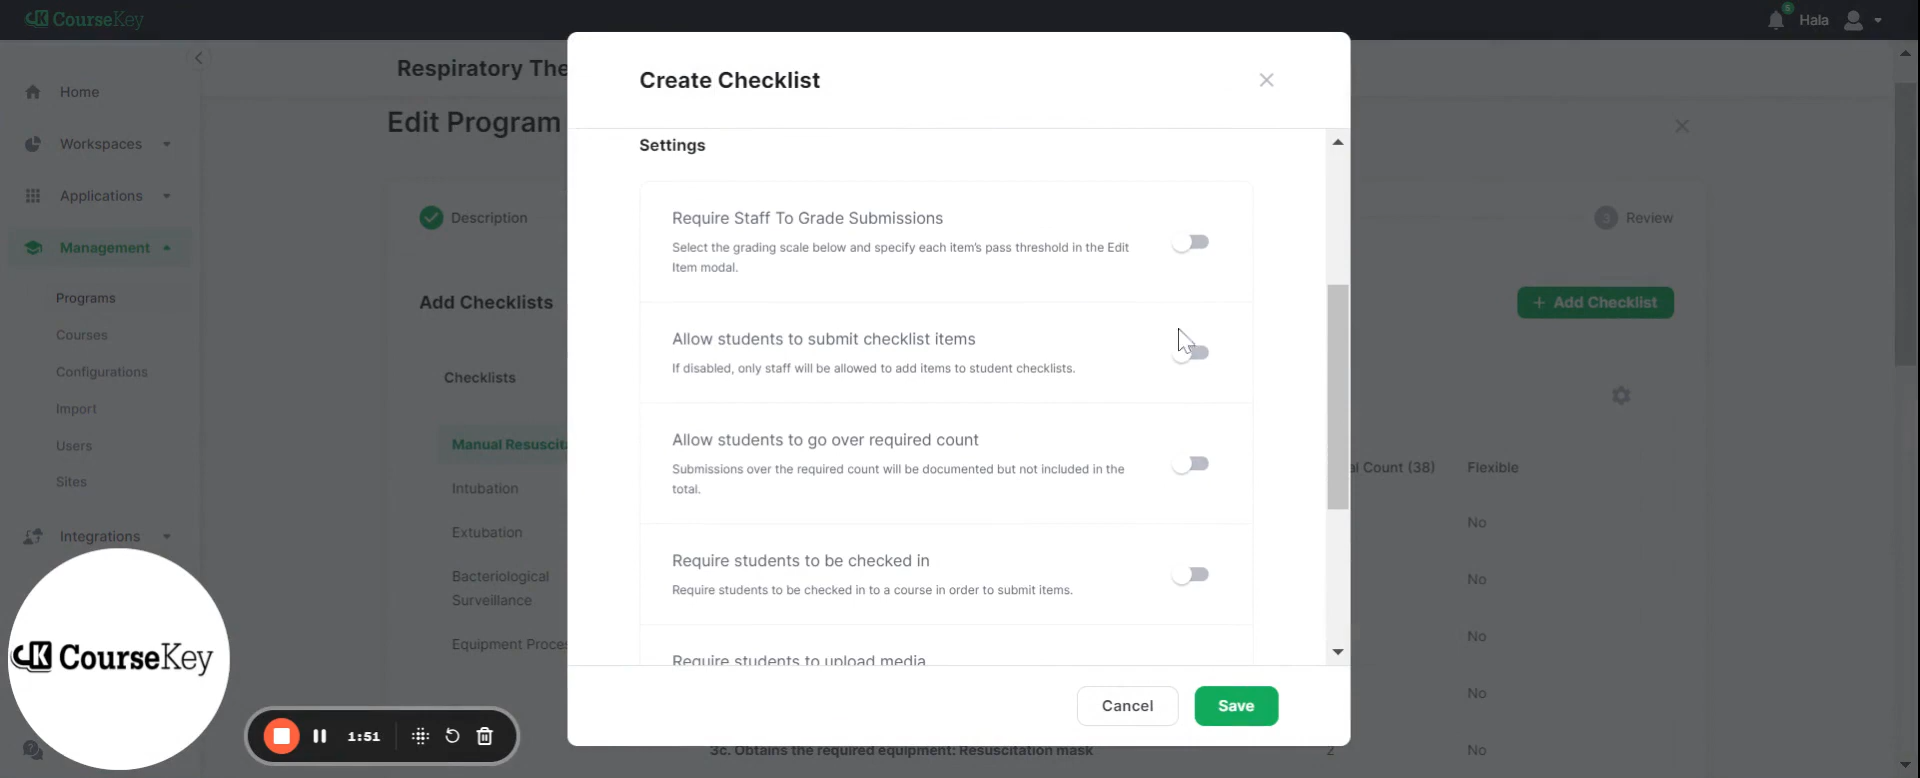 CourseKey
5
Hala
Home
Workspaces
Applications
Management
Programs
Courses
Configurations
Import
Users
Sites
Integrations
CourseKey
1:51
Respiratory The
Edit Program
Description
3
Review
Add Checklists
+ Add Checklist
Checklists
Manual Resuscita
Intubation
Extubation
Bacteriological
Surveillance
Equipment Proces
al Count (38)
Flexible
No
No
No
No
3c. Obtains the required equipment: Resuscitation mask
2
No
Create Checklist
Settings
Require Staff To Grade Submissions
Select the grading scale below and specify each item's pass threshold in the Edit
Item modal.
Allow students to submit checklist items
If disabled, only staff will be allowed to add items to student checklists.
Allow students to go over required count
Submissions over the required count will be documented but not included in the
total.
Require students to be checked in
Require students to be checked in to a course in order to submit items.
Require students to upload media
Cancel
Save